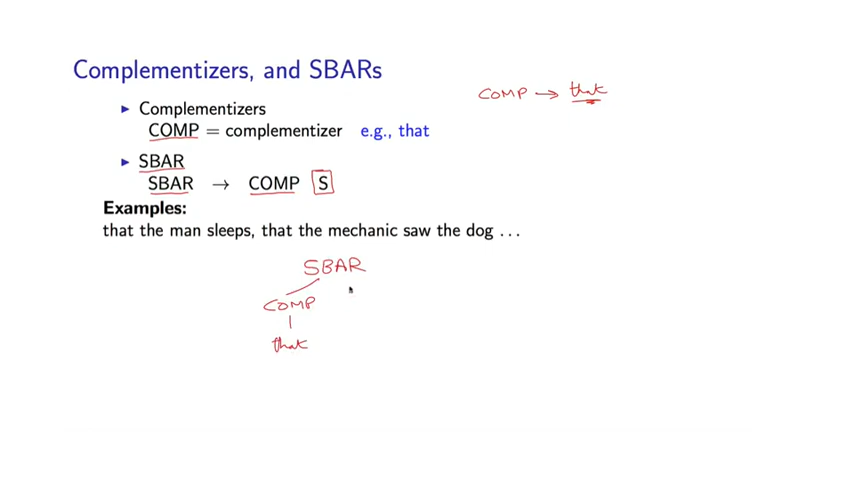 Complementizers, and SBARs
COMP → that
▶ Complementizers
COMP = complementizer e.g., that
▶ SBAR
SBAR → COMP S
Examples:
that the man sleeps, that the mechanic saw the dog ...
SBAR
COMP
that